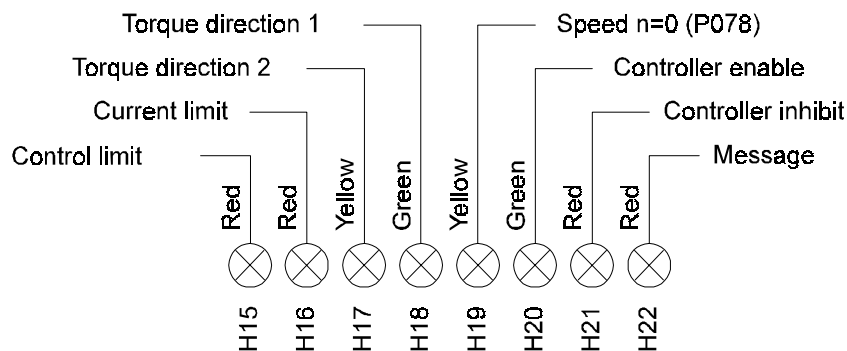 Torque direction 1
Speed n=0 (P078)
Torque direction 2
Controller enable
Current limit
Controller inhibit
Control limit
Message
Red
Red
Yellow
Green
Yellow
Green
Red
Red
H15
H16
H17
H18
H19
H20
H21
H22